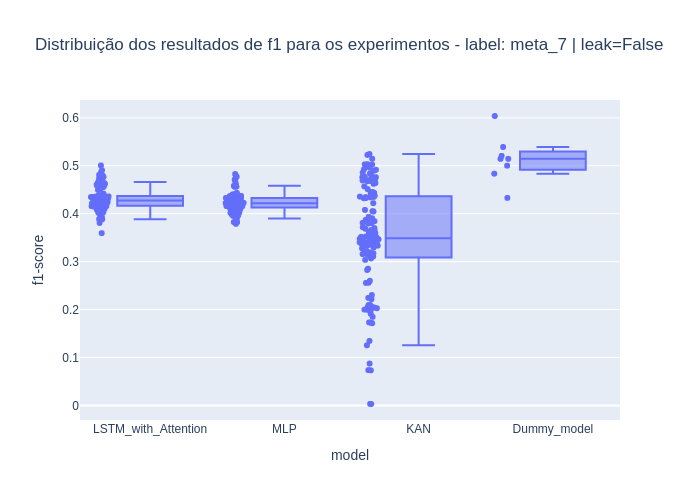 Distribuição dos resultados de f1 para os experimentos - label: meta_7 | leak=False
0.6
0.5
0.4
0.3
0.2
0.1
0
f1-score
LSTM_with_Attention
MLP
KAN
Dummy_model
model